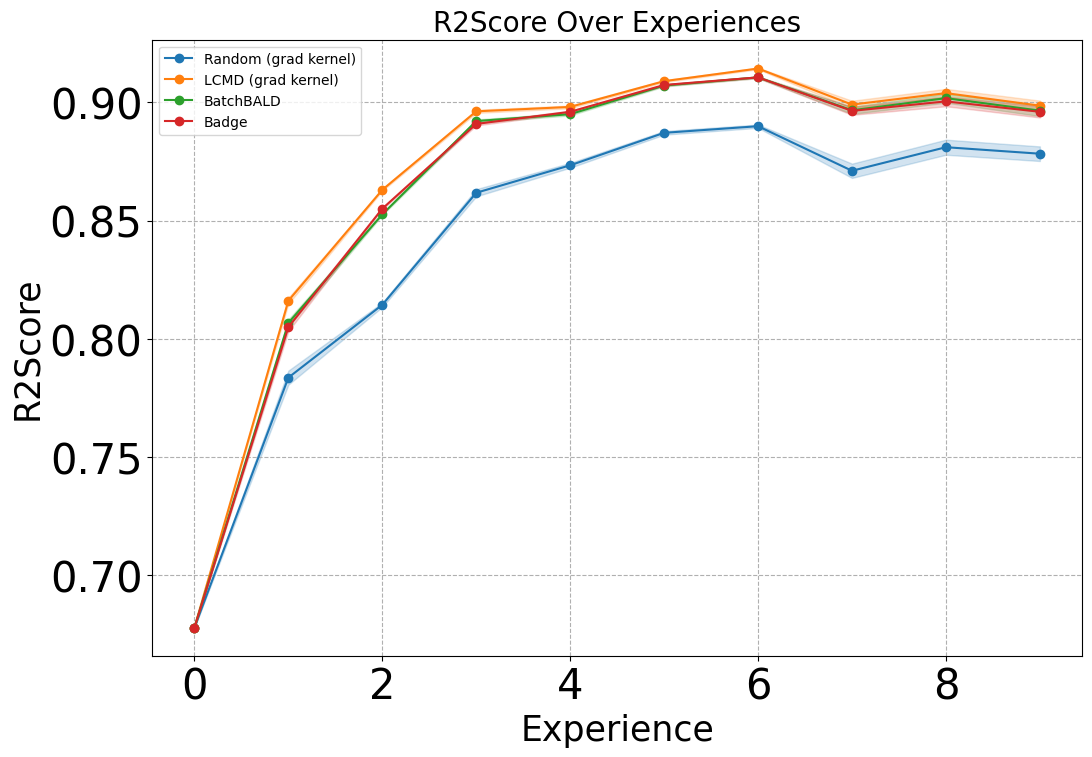 R2Score Over Experiences
Random (grad kernel)
LCMD (grad kernel)
BatchBALD
Badge
0.90
0.85
0.80
0.75
0.70
R2Score
0 2 4 6 8
Experience